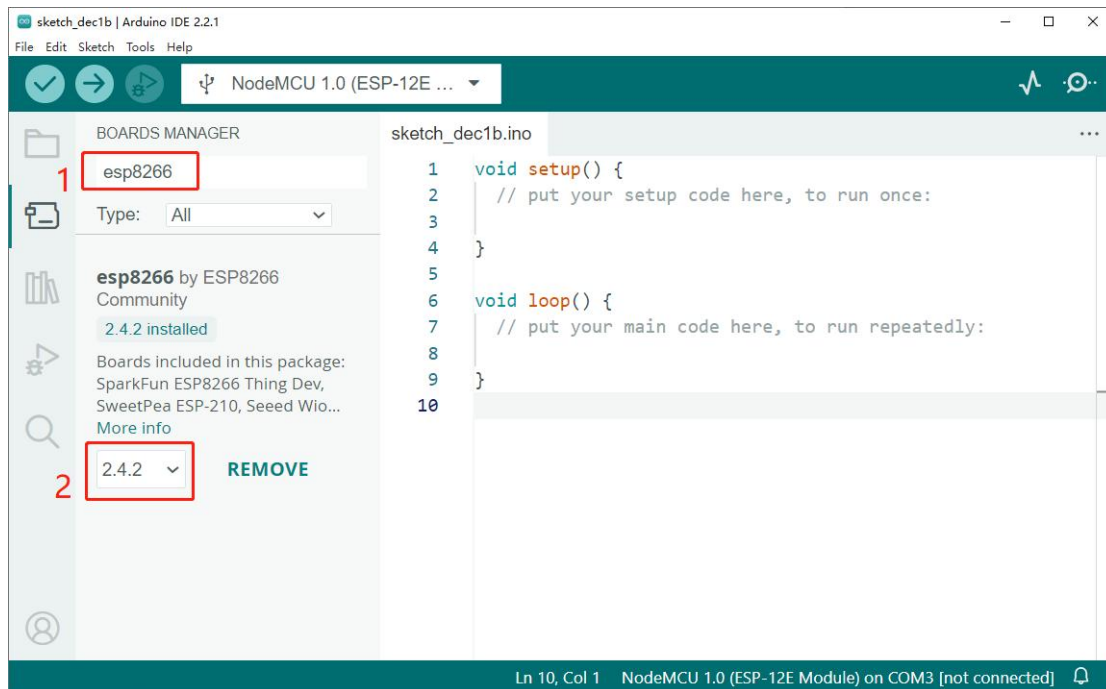 sketch_dec1b | Arduino IDE 2.2.1
File Edit Sketch Tools Help
NodeMCU 1.0 (ESP-12E ...
BOARDS MANAGER
1
esp8266
Type: All
esp8266 by ESP8266
Community
2.4.2 installed
Boards included in this package:
SparkFun ESP8266 Thing Dev,
SweetPea ESP-210, Seeed Wio...
More info
2
2.4.2
REMOVE
sketch_dec1b.ino
1 void setup() {
2 // put your setup code here, to run once:
3
4 }
5
6 void loop() {
7 // put your main code here, to run repeatedly:
8
9 }
10
Ln 10, Col 1 NodeMCU 1.0 (ESP-12E Module) on COM3 [not connected]